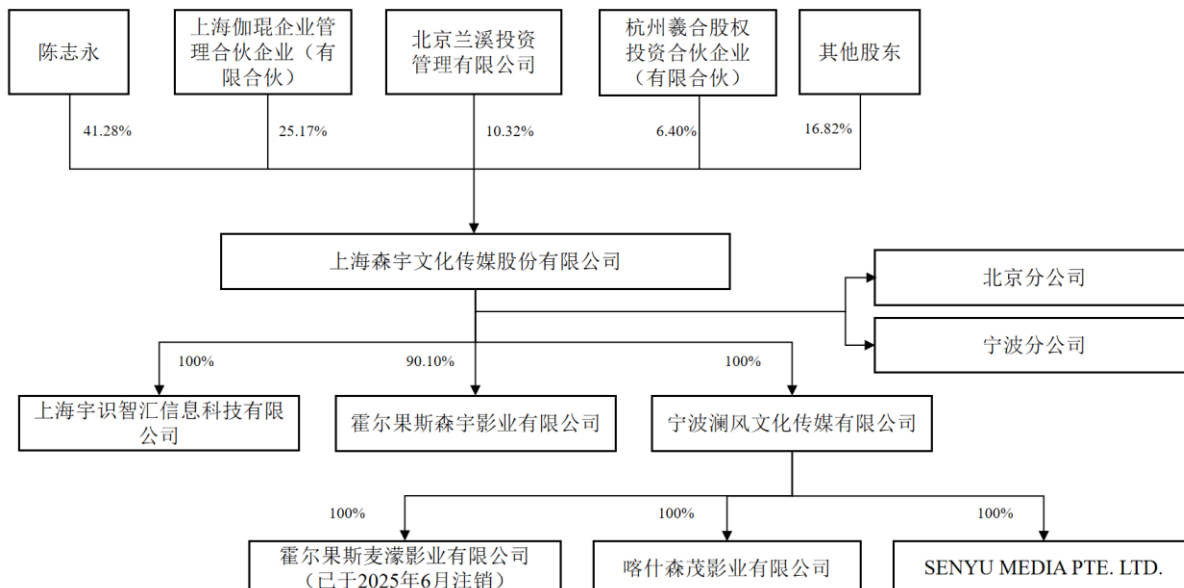 陈志永
上海伽琨企业管
理合伙企业（有
限合伙）
北京兰溪投资
管理有限公司
杭州羲合股权
投资合伙企业
（有限合伙）
其他股东
41.28%
25.17%
10.32%
6.40%
16.82%
上海森宇文化传媒股份有限公司
北京分公司
宁波分公司
100%
90.10%
100%
上海宇识智汇信息科技有限
公司
霍尔果斯森宇影业有限公司
宁波澜风文化传媒有限公司
100%
100%
100%
霍尔果斯麦濛影业有限公司
（已于2025年6月注销）
喀什森茂影业有限公司
SENYU MEDIA PTE. LTD.